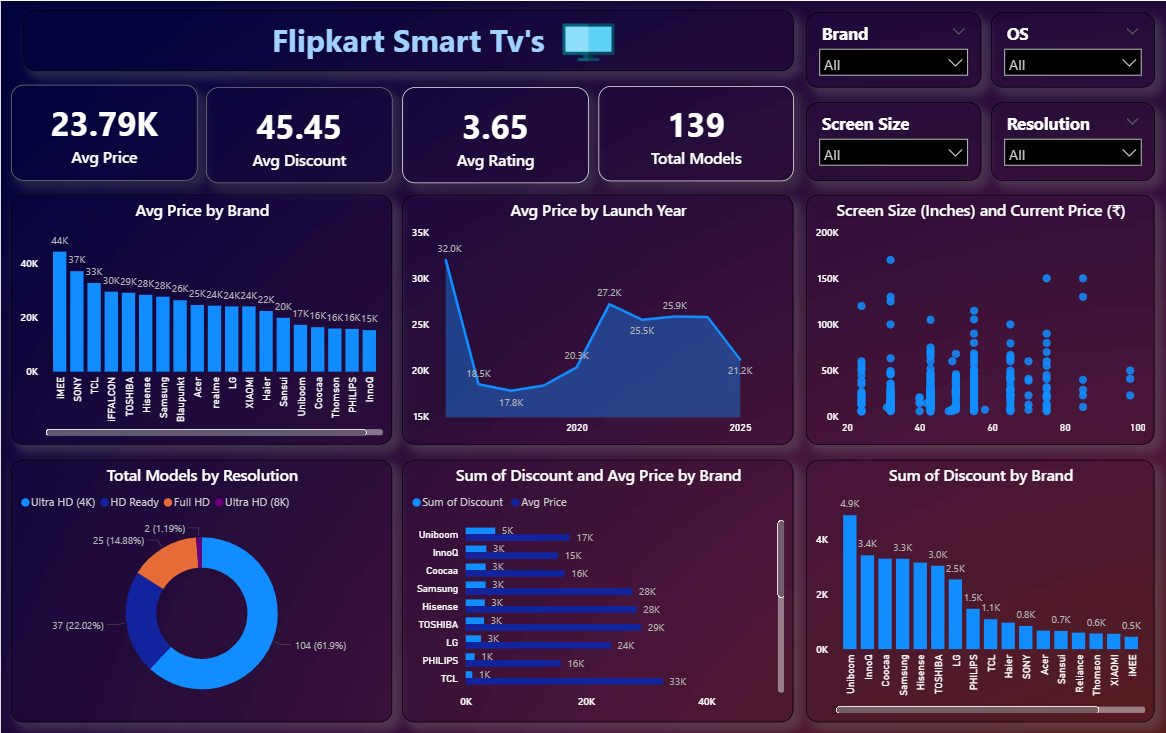 Flipkart Smart Tv's
Brand
All
OS
All
Screen Size
All
Resolution
All
23.79K
Avg Price
45.45
Avg Discount
3.65
Avg Rating
139
Total Models
Avg Price by Brand
44K 37K 33K 30K 29K 28K 28K 26K 25K 24K 24K 24K 22K 20K 17K 16K 16K 16K 15K
40K
20K
0K
iMEE SONY TCL iFFALCON TOSHIBA Hisense Samsung Blaupunkt Acer realme LG XIAOMI Haier Sansui Uniboom Coocaa Thomson PHILIPS InnoQ
Avg Price by Launch Year
35K
30K
25K
20K
15K
32.0K
18.5K
17.8K
20.3K
27.2K
25.5K
25.9K
21.2K
2020 2025
Screen Size (Inches) and Current Price (₹)
200K
150K
100K
50K
0K
20 40 60 80 100
Total Models by Resolution
Ultra HD (4K) HD Ready Full HD Ultra HD (8K)
2 (1.19%)
25 (14.88%)
37 (22.02%)
104 (61.9%)
Sum of Discount and Avg Price by Brand
Sum of Discount Avg Price
Uniboom 5K 17K
InnoQ 3K 15K
Coocaa 3K 16K
Samsung 3K 28K
Hisense 3K 28K
TOSHIBA 3K 29K
LG 3K 24K
PHILIPS 1K 16K
TCL 1K 33K
0K 20K 40K
Sum of Discount by Brand
4.9K 3.4K 3.3K 3.0K 2.5K 1.5K 1.1K 0.8K 0.7K 0.6K 0.5K
4K
2K
0K
Uniboom InnoQ Coocaa Samsung Hisense TOSHIBA LG PHILIPS TCL Haier SONY Acer Sansui Reliance Thomson XIAOMI iMEE